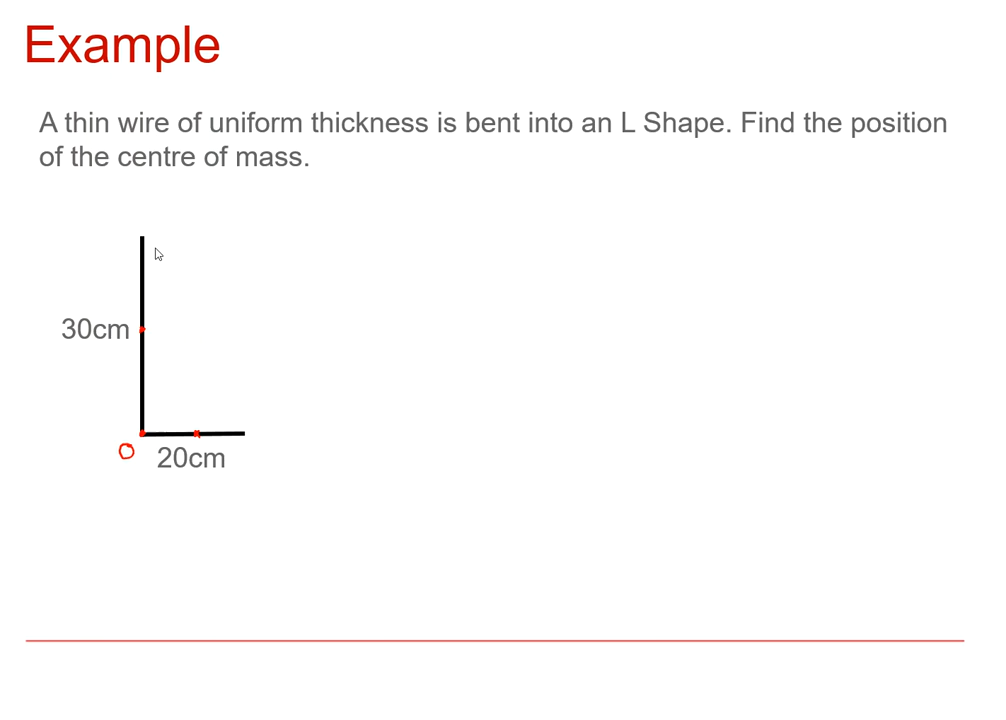 Example
A thin wire of uniform thickness is bent into an L Shape. Find the position
of the centre of mass.
30cm
O
20cm